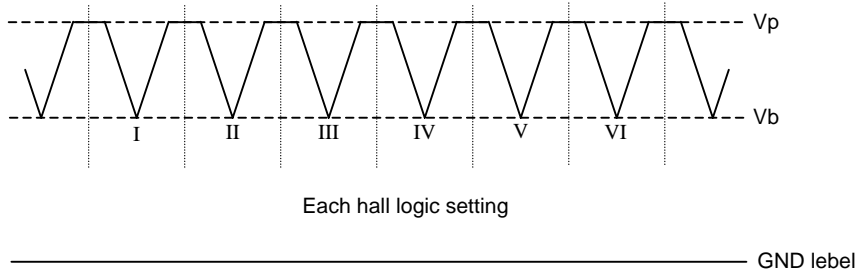 Vp
Vb
I II III IV V VI
Each hall logic setting
GND lebel